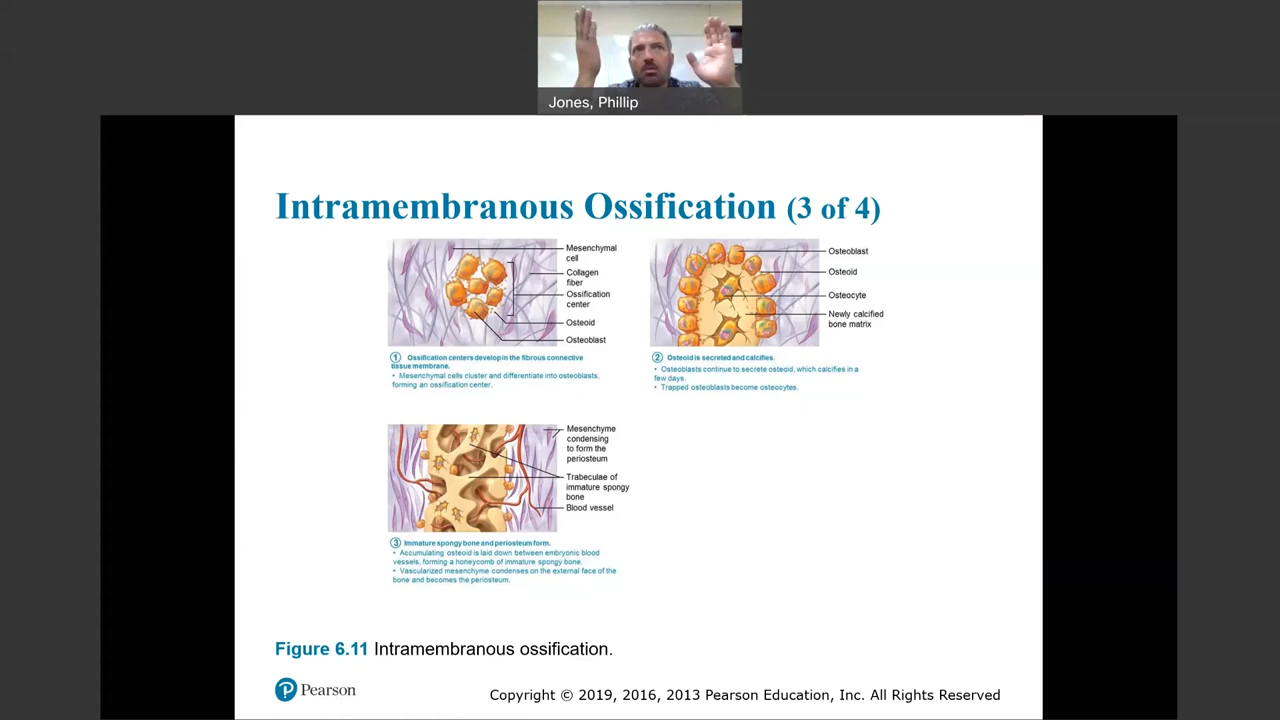 Jones, Phillip
Intramembranous Ossification (3 of 4)
Mesenchymal
cell
Collagen
fiber
Ossification
center
Osteoid
Osteoblast
① Ossification centers develop in the fibrous connective
tissue membrane.
• Mesenchymal cells cluster and differentiate into osteoblasts,
forming an ossification center.
Osteoblast
Osteoid
Osteocyte
Newly calcified
bone matrix
② Osteoid is secreted and calcifies.
• Osteoblasts continue to secrete osteoid, which calcifies in a
few days.
• Trapped osteoblasts become osteocytes.
Mesenchyme
condensing
to form the
periosteum
Trabeculae of
immature spongy
bone
Blood vessel
③ Immature spongy bone and periosteum form.
• Accumulating osteoid is laid down between embryonic blood
vessels, forming a honeycomb of immature spongy bone.
• Vascularized mesenchyme condenses on the external face of the
bone and becomes the periosteum.
Figure 6.11 Intramembranous ossification.
P Pearson
Copyright © 2019, 2016, 2013 Pearson Education, Inc. All Rights Reserved